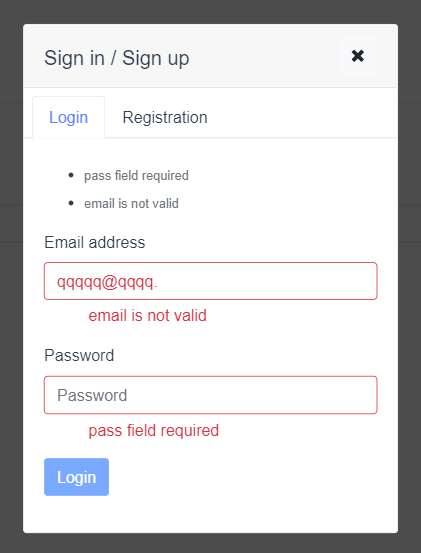 Sign in / Sign up
Login Registration
pass field required
email is not valid
Email address
qqqqq@qqqq.
email is not valid
Password
Password
pass field required
Login